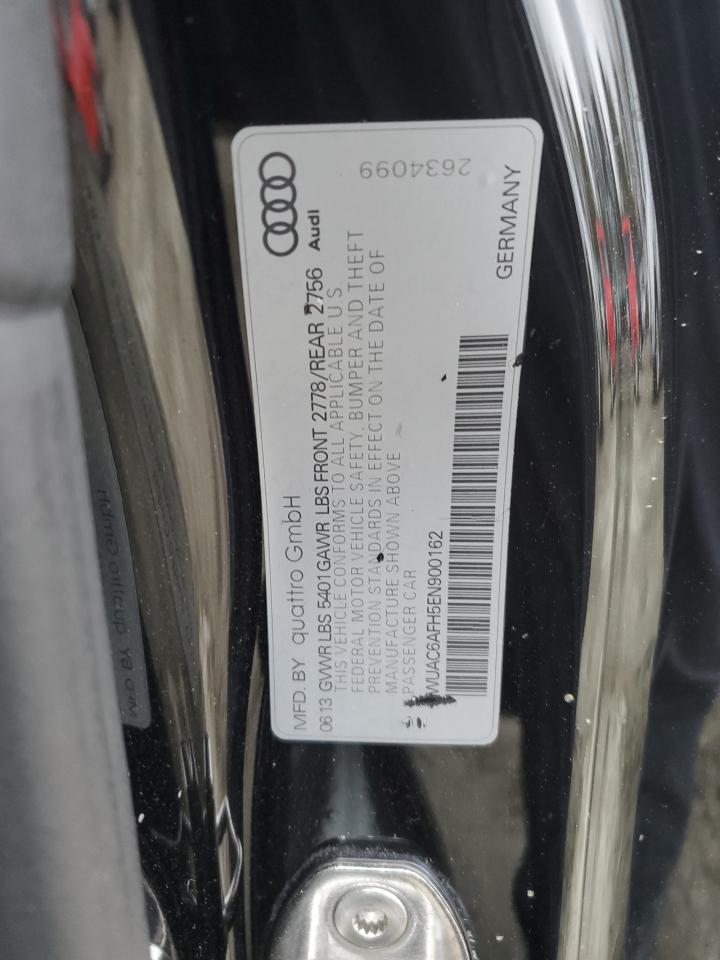 MFD. BY quattro GmbH
0613 GVWR LBS 5401 GAWR LBS FRONT 2778/REAR 2756
THIS VEHICLE CONFORMS TO ALL APPLICABLE U S
FEDERAL MOTOR VEHICLE SAFETY, BUMPER AND THEFT
PREVENTION STANDARDS IN EFFECT ON THE DATE OF
MANUFACTURE SHOWN ABOVE
PASSENGER CAR
WUAC6AFH5EN900162
Audi
2634099
GERMANY